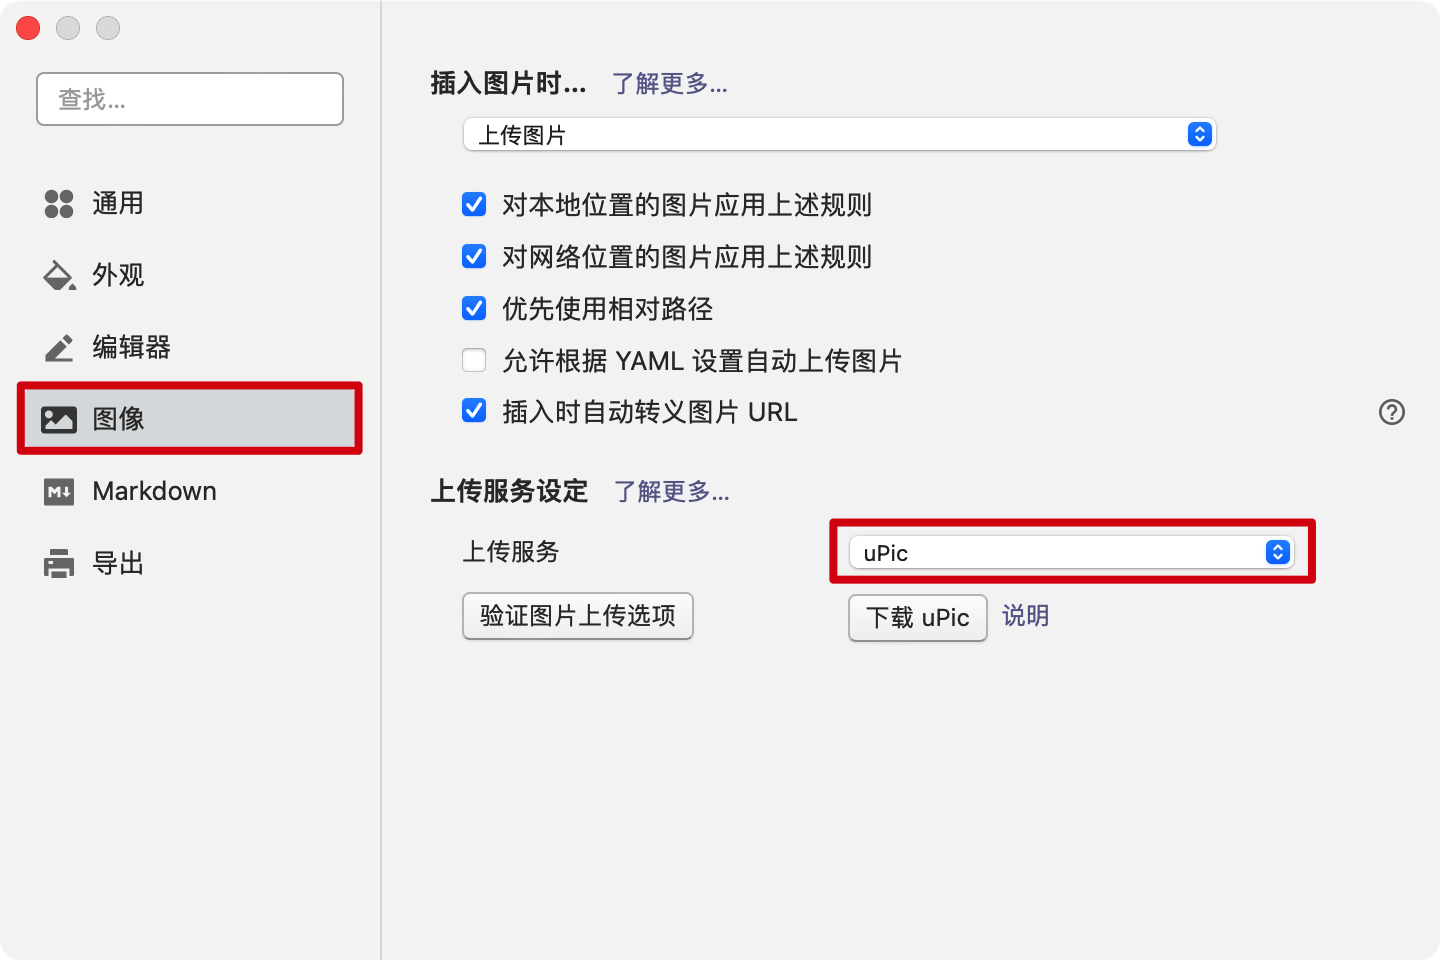 查找...
通用
外观
编辑器
图像
Markdown
导出
插入图片时... 了解更多...
上传图片
对本地位置的图片应用上述规则
对网络位置的图片应用上述规则
优先使用相对路径
允许根据 YAML 设置自动上传图片
插入时自动转义图片 URL
上传服务设定 了解更多...
上传服务 uPic
验证图片上传选项 下载 uPic 说明